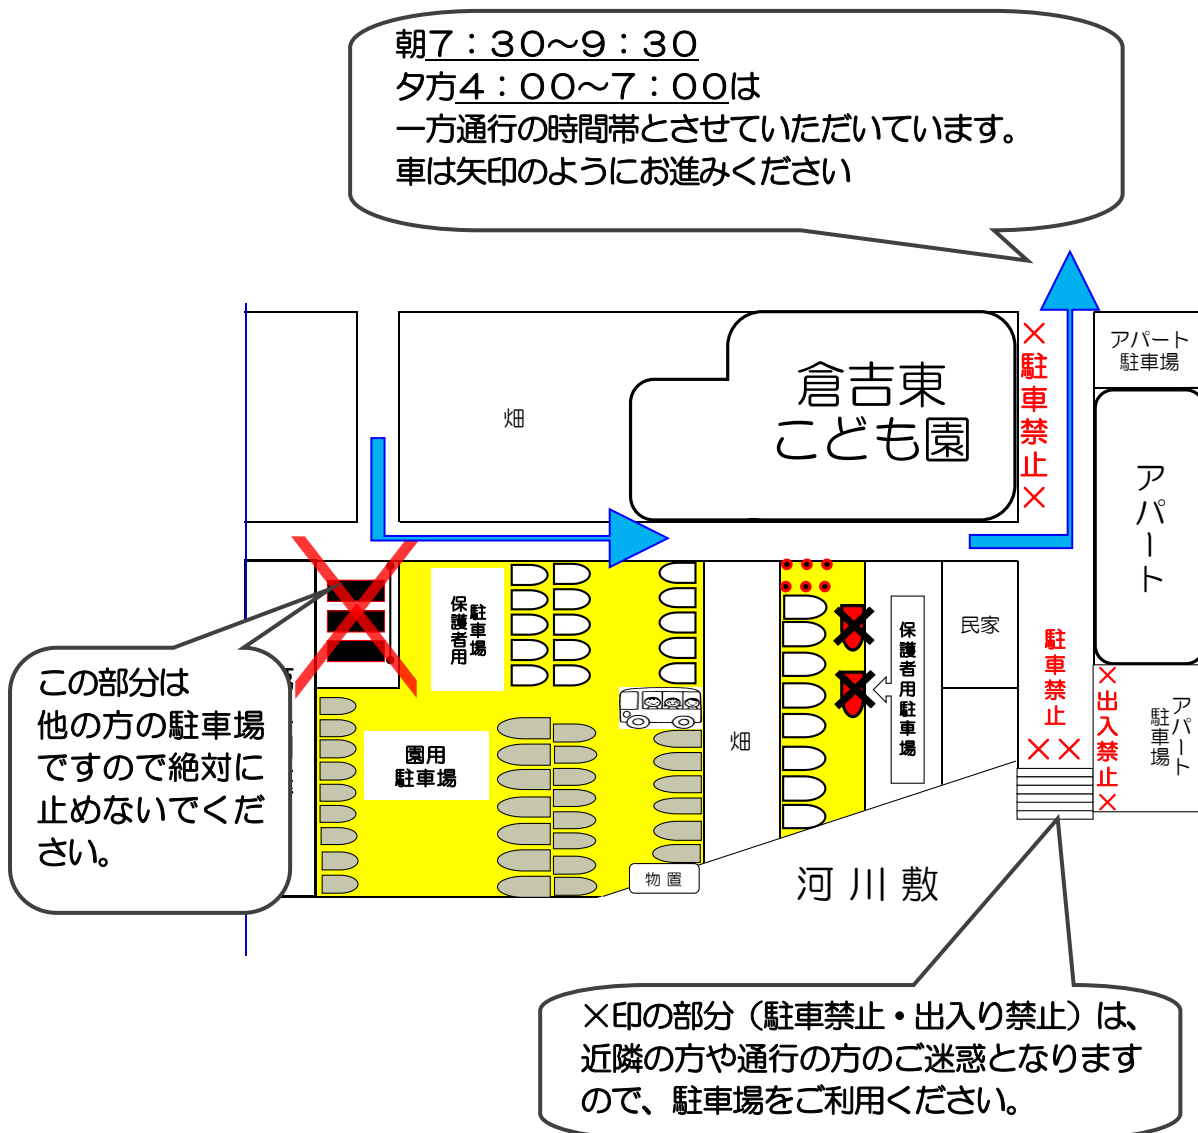 朝７：３０～９：３０
夕方４：００～７：００は
一方通行の時間帯とさせていただいています。
車は矢印のようにお進みください
畑
倉吉東
こども園
×駐車禁止×
アパート
駐車場
アパート
保護者用
駐車場
園用
駐車場
畑
保護者用駐車場
民家
駐車禁止
××
×出入禁止×
アパート
駐車場
この部分は
他の方の駐車場
ですので絶対に
止めないでくだ
さい。
物置
河川敷
×印の部分（駐車禁止・出入り禁止）は、
近隣の方や通行の方のご迷惑となります
ので、駐車場をご利用ください。